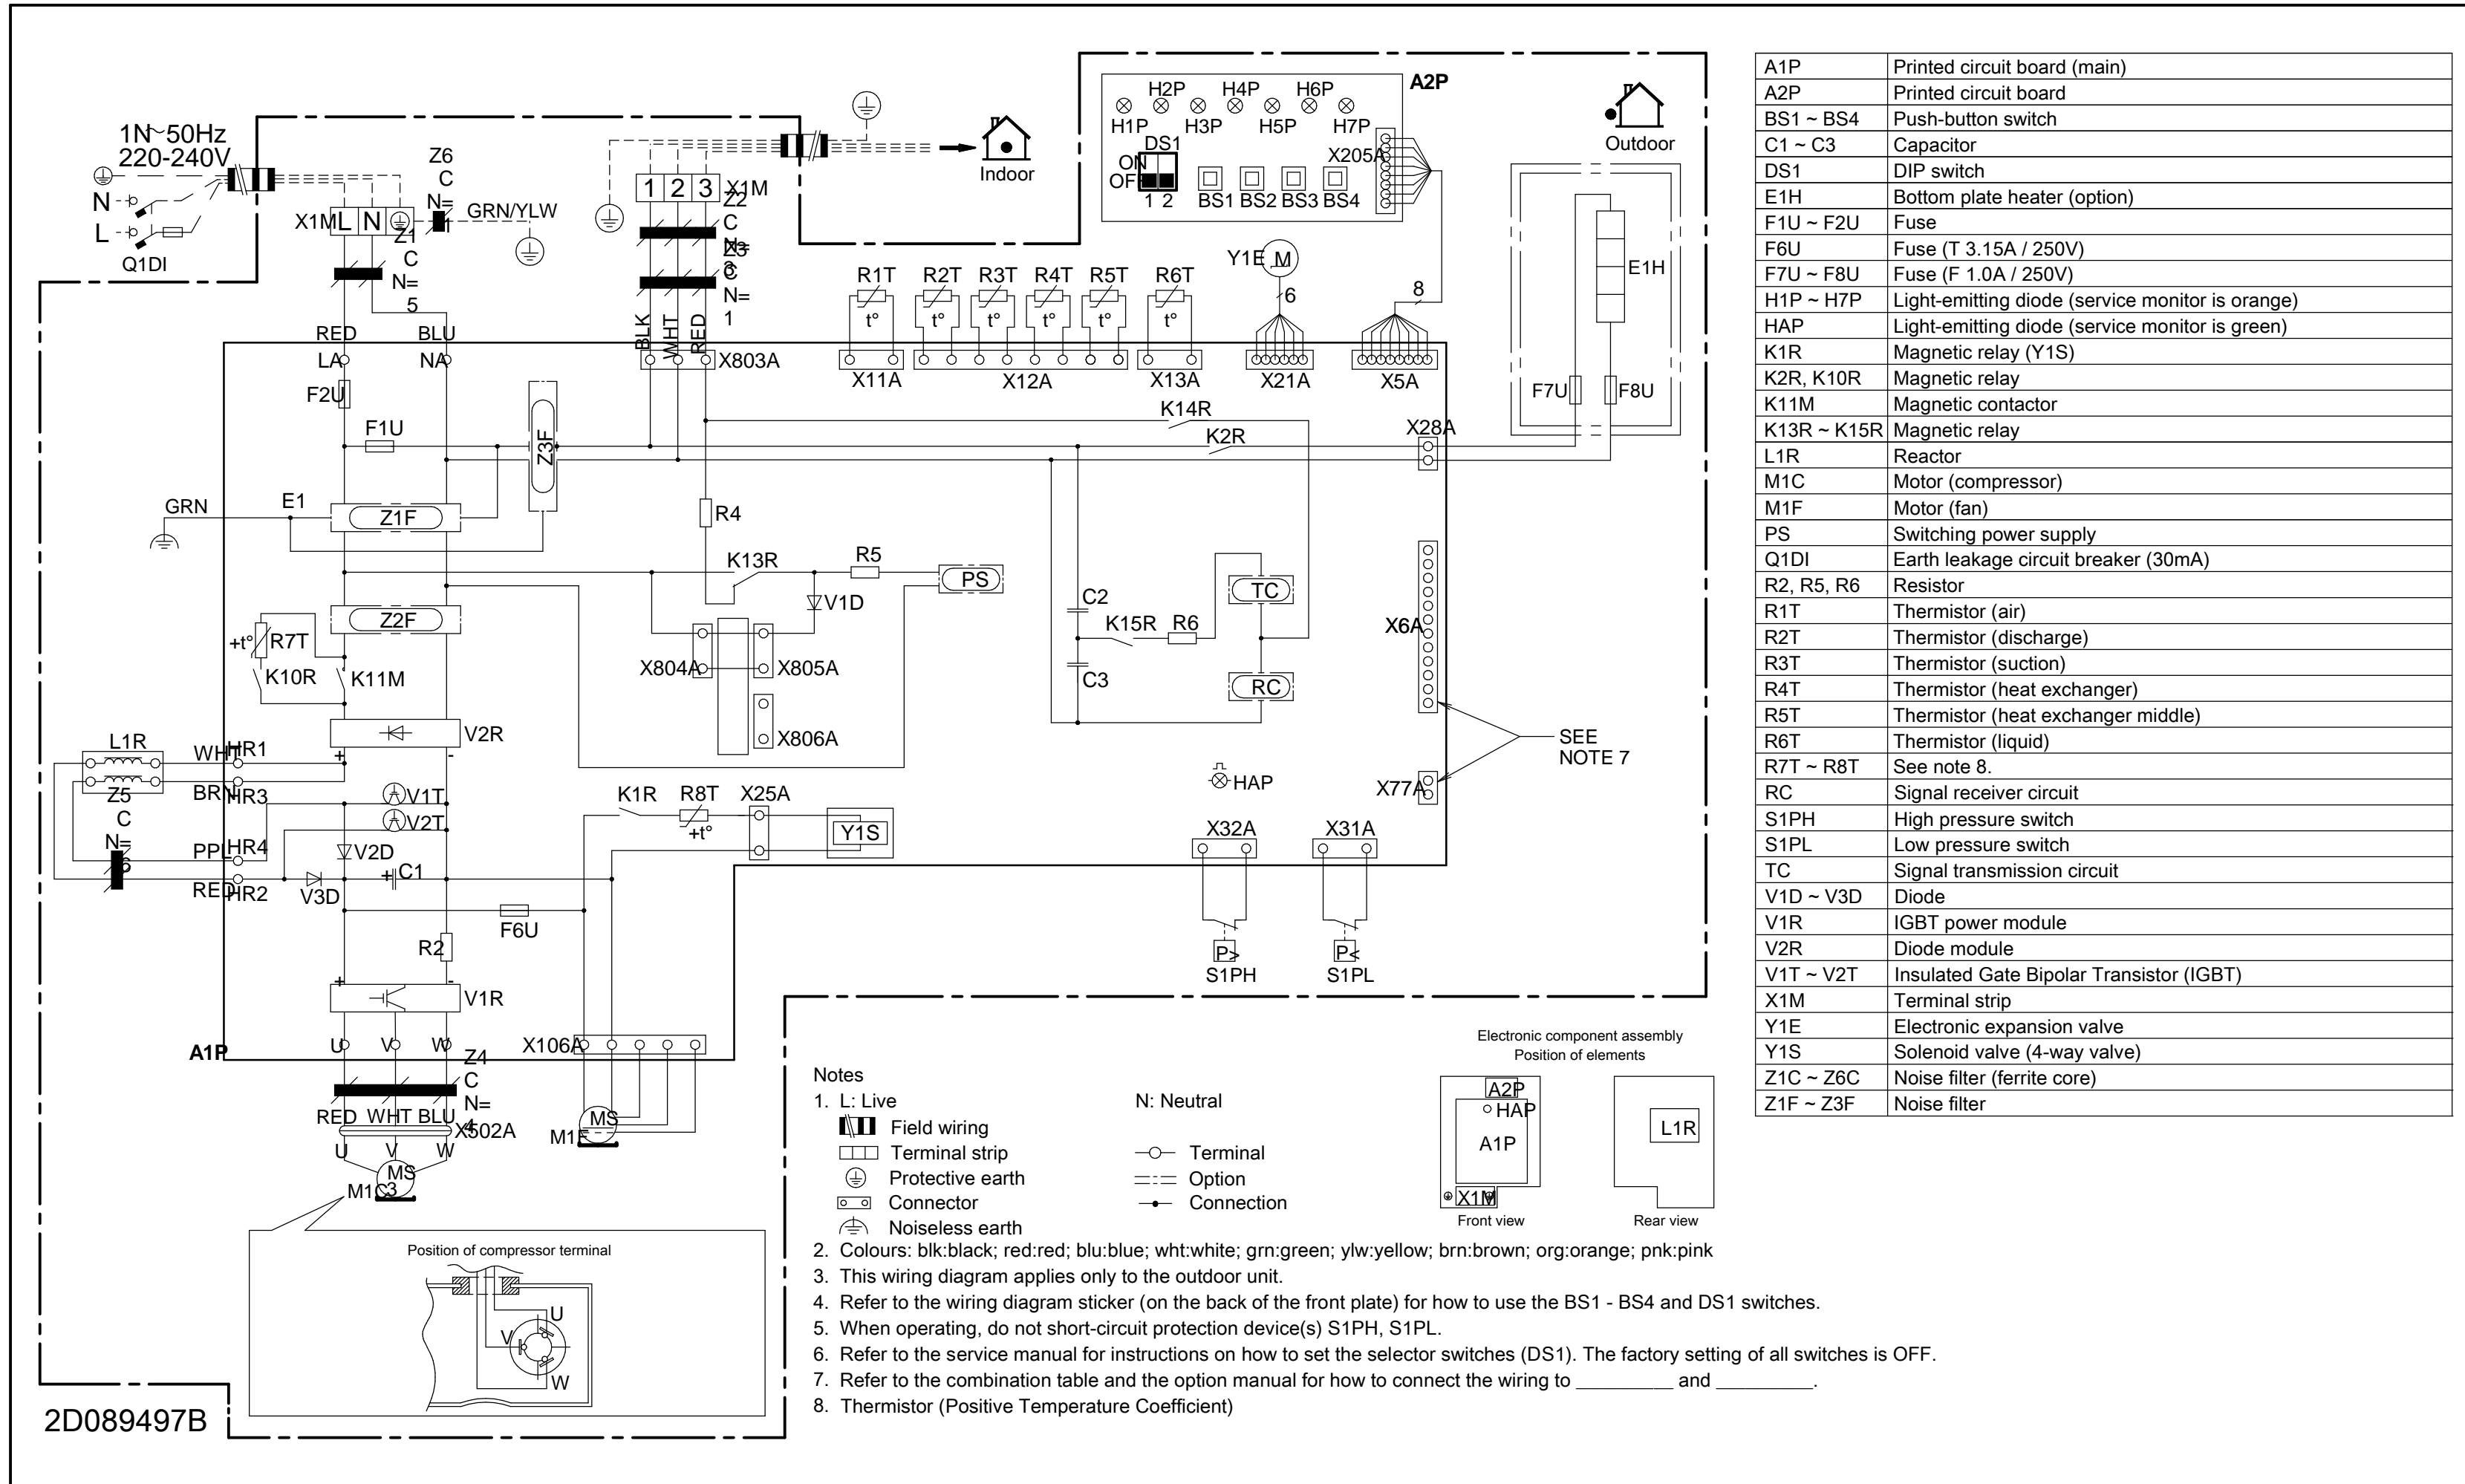 1N~50Hz
220-240V
N
L
Q1DI
X1M
L N
Z6
C
N=
1
GRN/YLW
Z1
C
N=
5
RED
BLU
LA
NA
1 2 3
X1M
Z2
C
N=
3
X3
Z3
C
N=
1
BLK
WHT
RED
X803A
Indoor
A2P
H2P H4P H6P
H1P H3P H5P H7P
DS1
ON
OFF
1 2
BS1 BS2 BS3 BS4
X205A
Outdoor
R1T R2T R3T R4T R5T R6T
t° t° t° t° t° t°
Y1E
M
6
8
X11A
X12A
X13A
X21A
X5A
E1H
F7U
F8U
F2U
F1U
Z3F
K14R
K2R
X28A
GRN
E1
Z1F
R4
K13R
R5
PS
V1D
C2
TC
K15R
R6
X6A
C3
RC
Z2F
+t°
R7T
K10R
K11M
X804A
X805A
X806A
V2R
+
-
SEE
NOTE 7
L1R
WHT
HR1
BRN
HR3
Z5
C
N=
5
PPL
HR4
RED
HR2
V1T
V2T
V2D
V3D
+
C1
K1R
R8T
+t°
X25A
Y1S
HAP
X77A
X32A
X31A
P>
P<
S1PH
S1PL
F6U
R2
+
-
V1R
A1P
U
V
W
X106A
Z4
C
N=
4
RED WHT BLU
X502A
U
V
W
MS
3
M1C
MS
M1F
Position of compressor terminal
U
V
W
2D089497B
Notes
1. L: Live
N: Neutral
Field wiring
Terminal strip
Terminal
Protective earth
Option
Connector
Connection
Noiseless earth
2. Colours: blk:black; red:red; blu:blue; wht:white; grn:green; ylw:yellow; brn:brown; org:orange; pnk:pink
3. This wiring diagram applies only to the outdoor unit.
4. Refer to the wiring diagram sticker (on the back of the front plate) for how to use the BS1 - BS4 and DS1 switches.
5. When operating, do not short-circuit protection device(s) S1PH, S1PL.
6. Refer to the service manual for instructions on how to set the selector switches (DS1). The factory setting of all switches is OFF.
7. Refer to the combination table and the option manual for how to connect the wiring to _________ and _________.
8. Thermistor (Positive Temperature Coefficient)
Electronic component assembly
Position of elements
A2P
HAP
A1P
X1M
Front view
L1R
Rear view
A1P Printed circuit board (main)
A2P Printed circuit board
BS1 ~ BS4 Push-button switch
C1 ~ C3 Capacitor
DS1 DIP switch
E1H Bottom plate heater (option)
F1U ~ F2U Fuse
F6U Fuse (T 3.15A / 250V)
F7U ~ F8U Fuse (F 1.0A / 250V)
H1P ~ H7P Light-emitting diode (service monitor is orange)
HAP Light-emitting diode (service monitor is green)
K1R Magnetic relay (Y1S)
K2R, K10R Magnetic relay
K11M Magnetic contactor
K13R ~ K15R Magnetic relay
L1R Reactor
M1C Motor (compressor)
M1F Motor (fan)
PS Switching power supply
Q1DI Earth leakage circuit breaker (30mA)
R2, R5, R6 Resistor
R1T Thermistor (air)
R2T Thermistor (discharge)
R3T Thermistor (suction)
R4T Thermistor (heat exchanger)
R5T Thermistor (heat exchanger middle)
R6T Thermistor (liquid)
R7T ~ R8T See note 8.
RC Signal receiver circuit
S1PH High pressure switch
S1PL Low pressure switch
TC Signal transmission circuit
V1D ~ V3D Diode
V1R IGBT power module
V2R Diode module
V1T ~ V2T Insulated Gate Bipolar Transistor (IGBT)
X1M Terminal strip
Y1E Electronic expansion valve
Y1S Solenoid valve (4-way valve)
Z1C ~ Z6C Noise filter (ferrite core)
Z1F ~ Z3F Noise filter